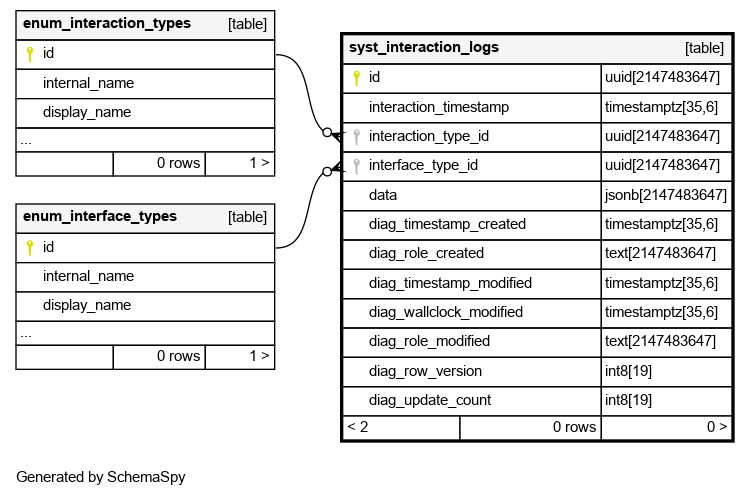 enum_interaction_types [table]
id
internal_name
display_name
...
0 rows 1 >
enum_interface_types [table]
id
internal_name
display_name
...
0 rows 1 >
syst_interaction_logs [table]
id uuid[2147483647]
interaction_timestamp timestamptz[35,6]
interaction_type_id uuid[2147483647]
interface_type_id uuid[2147483647]
data jsonb[2147483647]
diag_timestamp_created timestamptz[35,6]
diag_role_created text[2147483647]
diag_timestamp_modified timestamptz[35,6]
diag_wallclock_modified timestamptz[35,6]
diag_role_modified text[2147483647]
diag_row_version int8[19]
diag_update_count int8[19]
< 2 0 rows 0 >
Generated by SchemaSpy